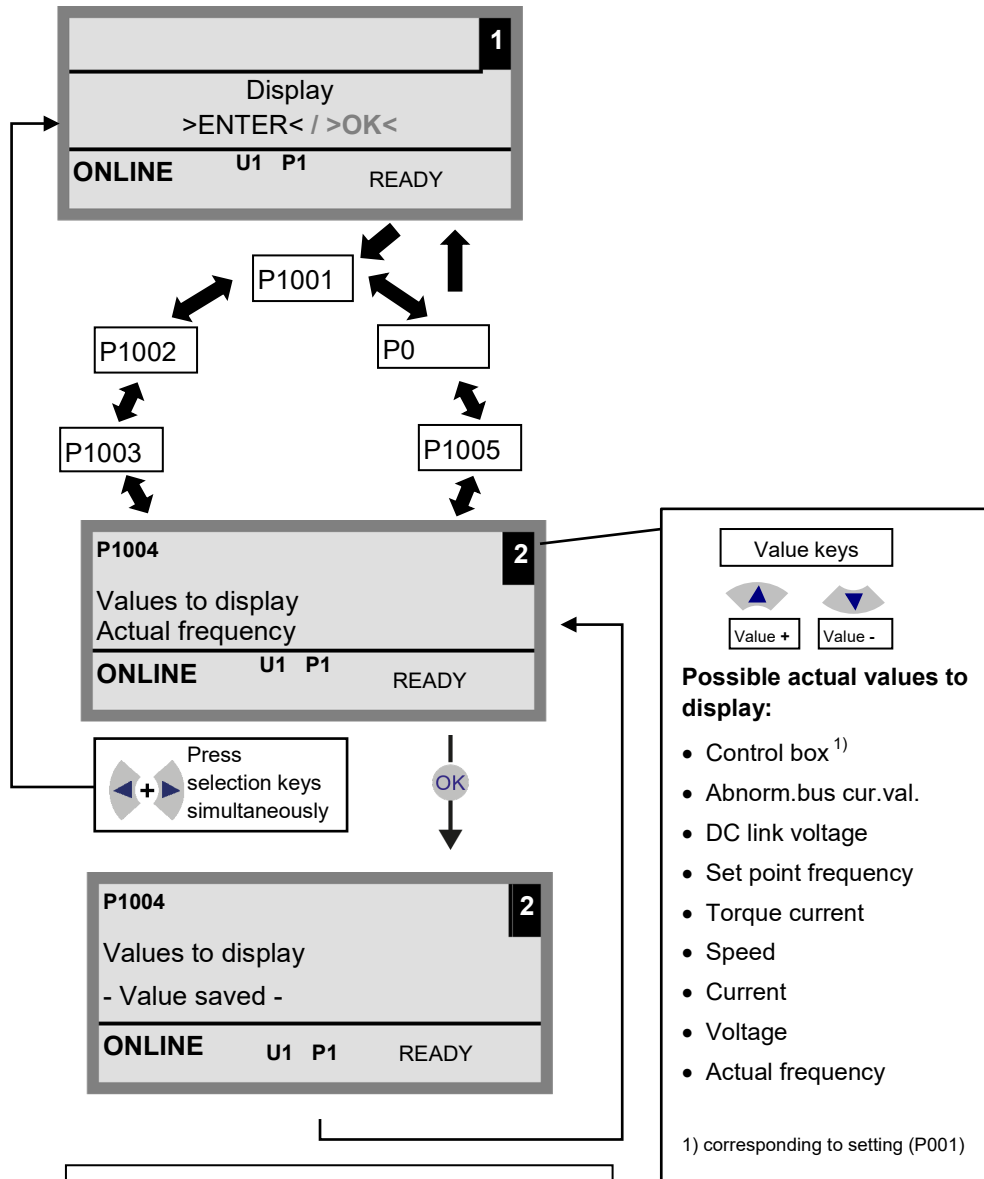 1
Display
>ENTER< / >OK<
ONLINE U1 P1 READY
P1001
P1002
P0
P1003
P1005
P1004
2
Values to display
Actual frequency
ONLINE U1 P1 READY
+
Press
selection keys
simultaneously
OK
P1004
2
Values to display
- Value saved -
ONLINE U1 P1 READY
Value keys
Value + Value -
Possible actual values to
display:
• Control box 1)
• Abnorm.bus cur.val.
• DC link voltage
• Set point frequency
• Torque current
• Speed
• Current
• Voltage
• Actual frequency
1) corresponding to setting (P001)